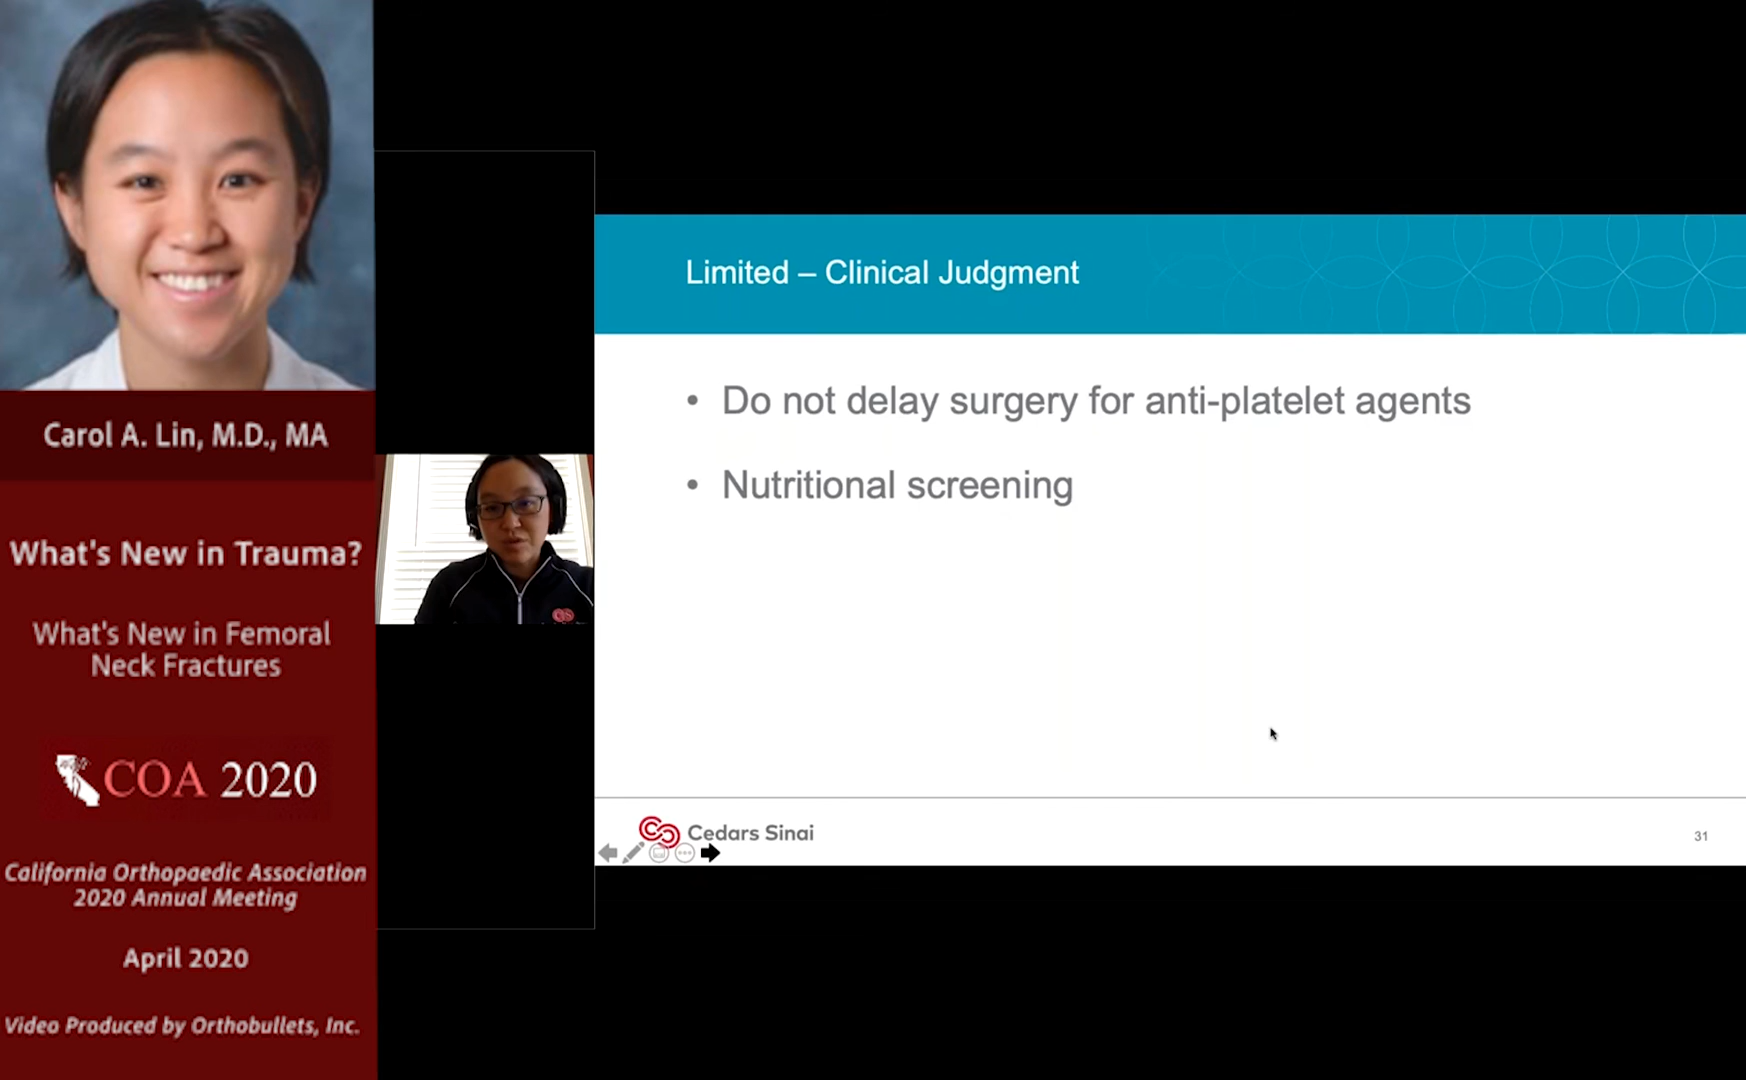 Carol A. Lin, M.D., MA
What's New in Trauma?
What's New in Femoral
Neck Fractures
COA 2020
California Orthopaedic Association
2020 Annual Meeting
April 2020
Video Produced by Orthobullets, Inc.
Limited – Clinical Judgment
• Do not delay surgery for anti-platelet agents
• Nutritional screening
Cedars Sinai
31